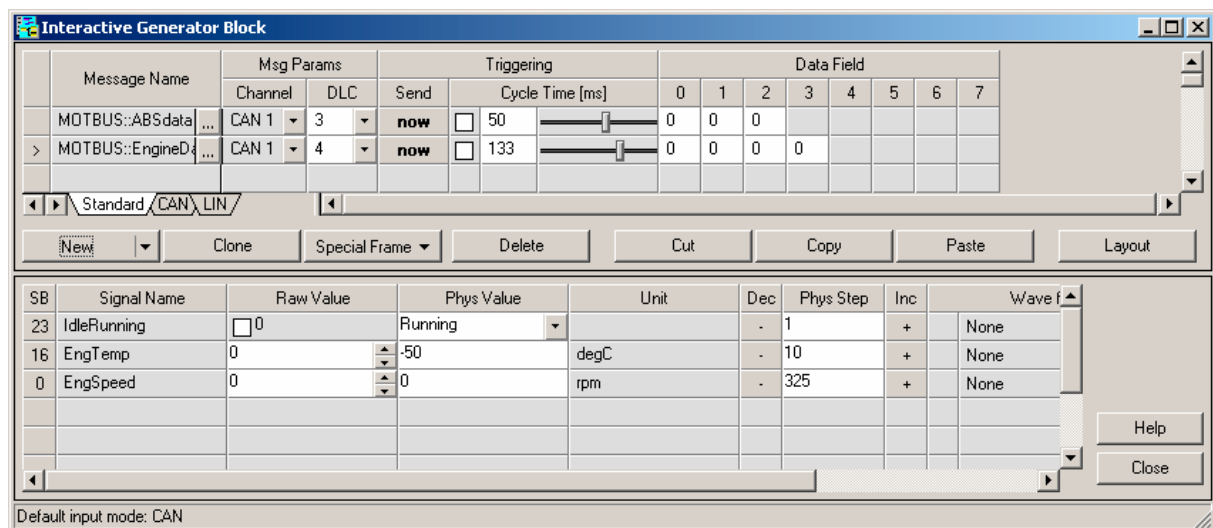 Interactive Generator Block
Message Name Msg Params Triggering Data Field
Channel DLC Send Cycle Time [ms] 0 1 2 3 4 5 6 7
MOTBUS::ABSdata ... CAN 1 3 now 50 0 0 0
> MOTBUS::EngineDa ... CAN 1 4 now 133 0 0 0 0
Standard CAN LIN
New Clone Special Frame Delete Cut Copy Paste Layout
SB Signal Name Raw Value Phys Value Unit Dec Phys Step Inc Wave f
23 IdleRunning 0 Running - 1 + None
16 EngTemp 0 -50 degC - 10 + None
0 EngSpeed 0 0 rpm - 325 + None
Help
Close
Default input mode: CAN